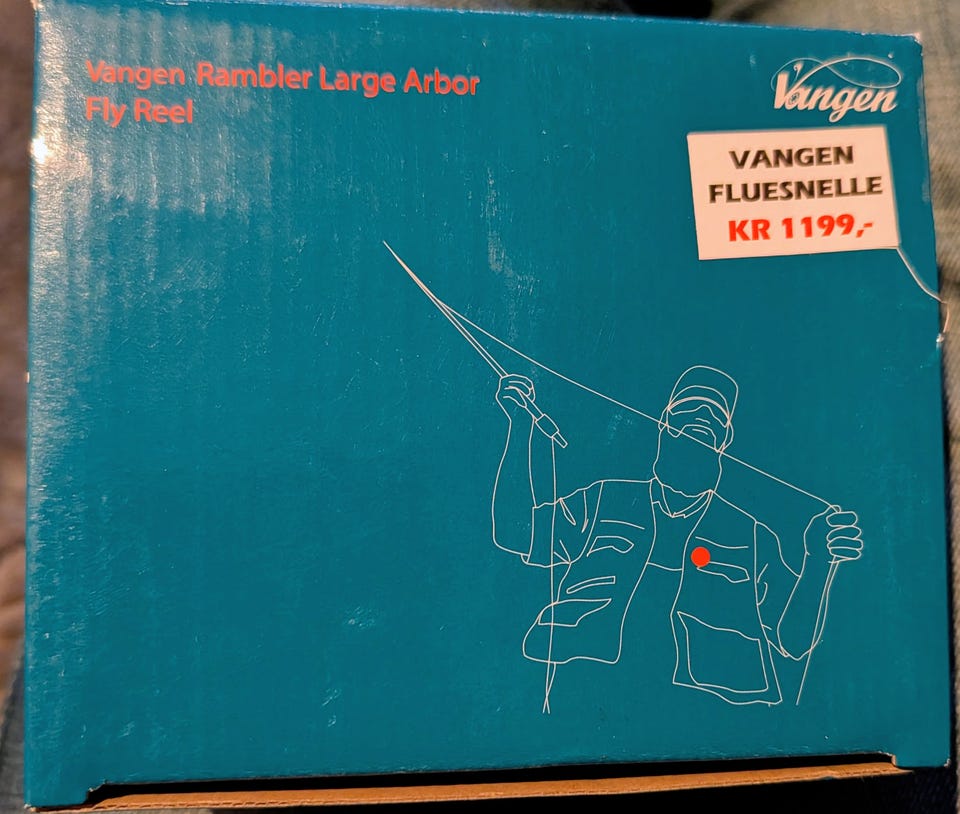 Vangen Rambler Large Arbor
Fly Reel
Vangen
VANGEN
FLUESNELLE
KR 1199,-